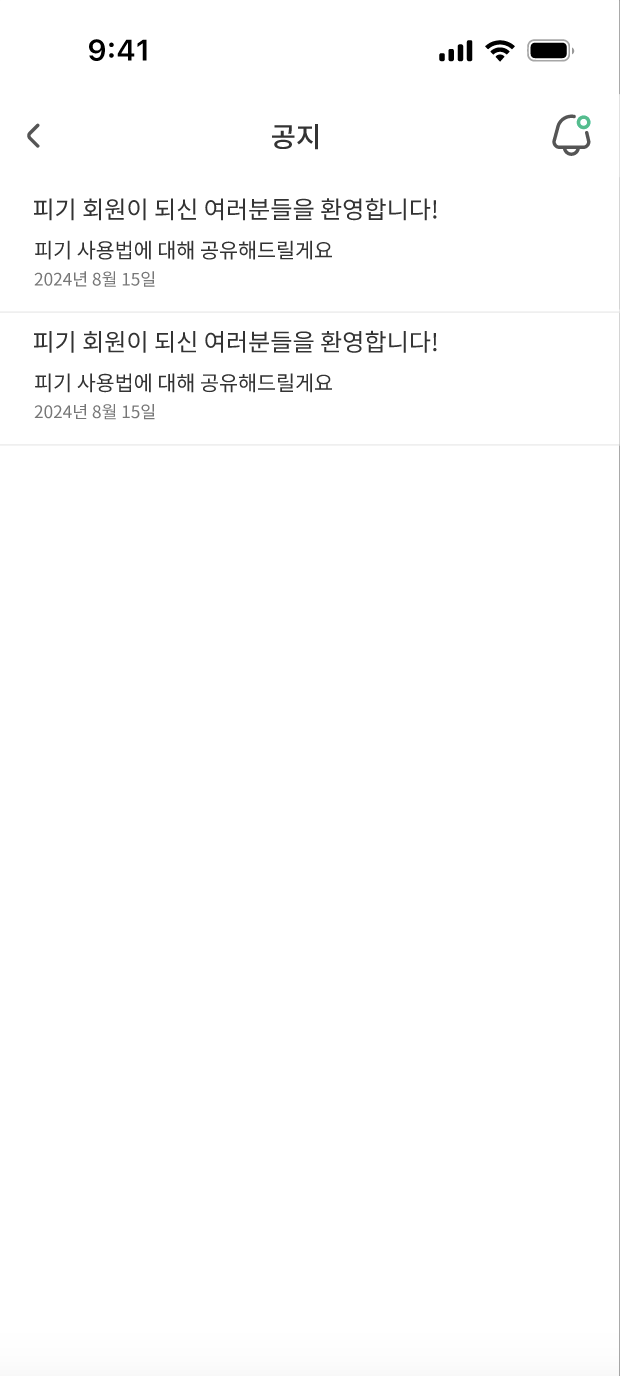 9:41
공지
피기 회원이 되신 여러분들을 환영합니다!
피기 사용법에 대해 공유해드릴게요
2024년 8월 15일
피기 회원이 되신 여러분들을 환영합니다!
피기 사용법에 대해 공유해드릴게요
2024년 8월 15일